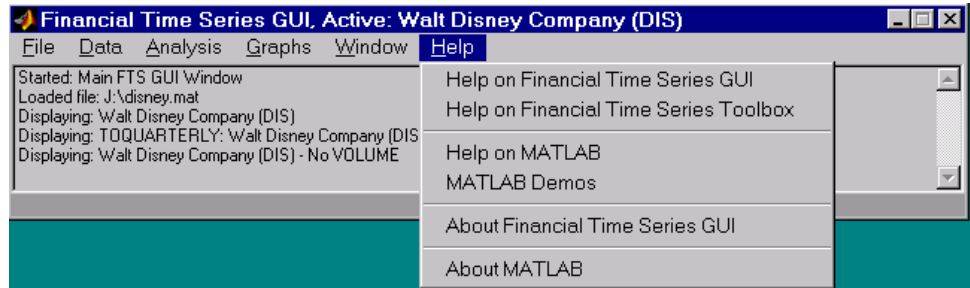 Financial Time Series GUI, Active: Walt Disney Company (DIS)
File Data Analysis Graphs Window Help
Started: Main FTS GUI Window
Loaded file: J:\disney.mat
Displaying: Walt Disney Company (DIS)
Displaying: TOQUARTERLY: Walt Disney Company (DIS
Displaying: Walt Disney Company (DIS) - No VOLUME
Help on Financial Time Series GUI
Help on Financial Time Series Toolbox
Help on MATLAB
MATLAB Demos
About Financial Time Series GUI
About MATLAB